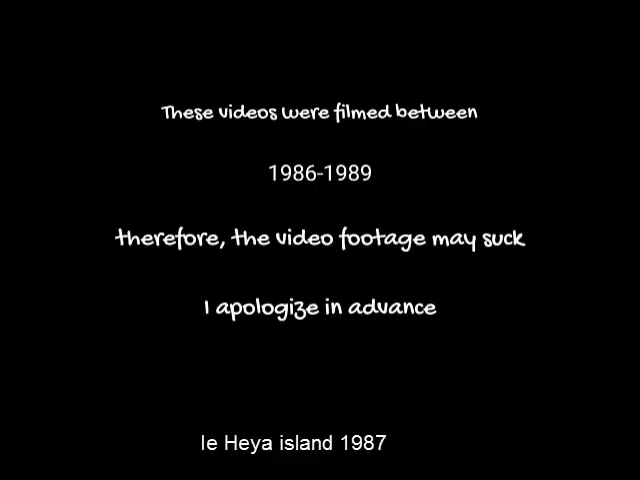 These videos were filmed between
1986-1989
therefore, the video footage may suck
I apologize in advance
Ie Heya island 1987